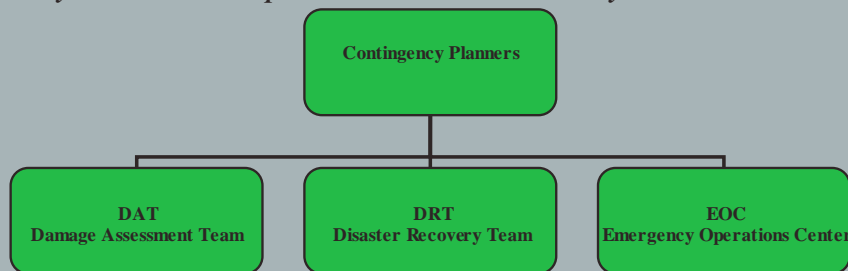 Contingency Planners
DAT
Damage Assessment Team
DRT
Disaster Recovery Team
EOC
Emergency Operations Center